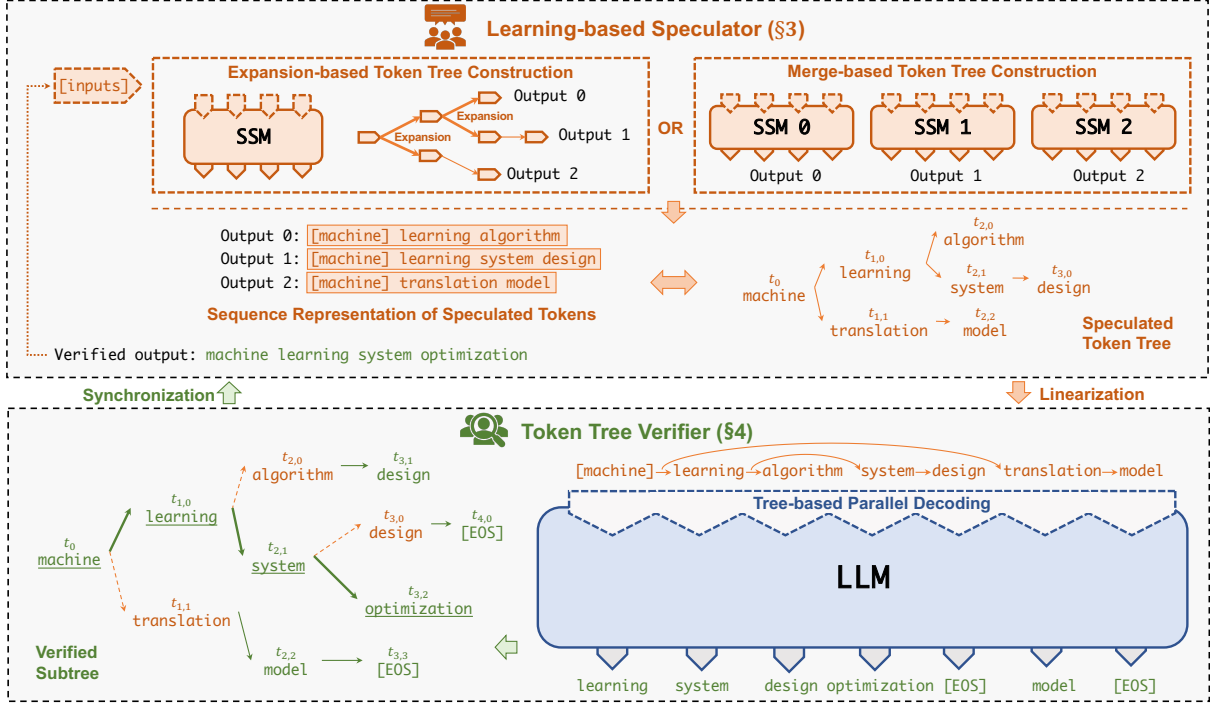 Learning-based Speculator (§3)
[inputs]
Expansion-based Token Tree Construction
SSM
Expansion
Expansion
Output 0
Output 1
Output 2
OR
Merge-based Token Tree Construction
SSM 0
SSM 1
SSM 2
Output 0
Output 1
Output 2
Output 0: [machine] learning algorithm
Output 1: [machine] learning system design
Output 2: [machine] translation model
Sequence Representation of Speculated Tokens
t0
machine
t1,0
learning
t2,0
algorithm
t2,1
system
t3,0
design
t1,1
translation
t2,2
model
Speculated
Token Tree
Verified output: machine learning system optimization
Synchronization
Linearization
Token Tree Verifier (§4)
t0
machine
t1,0
learning
t2,0
algorithm
t3,1
design
t2,1
system
t3,0
design
t4,0
[EOS]
t3,2
optimization
t1,1
translation
t2,2
model
t3,3
[EOS]
Verified
Subtree
[machine] learning algorithm system design translation model
Tree-based Parallel Decoding
LLM
learning system design optimization [EOS] model [EOS]